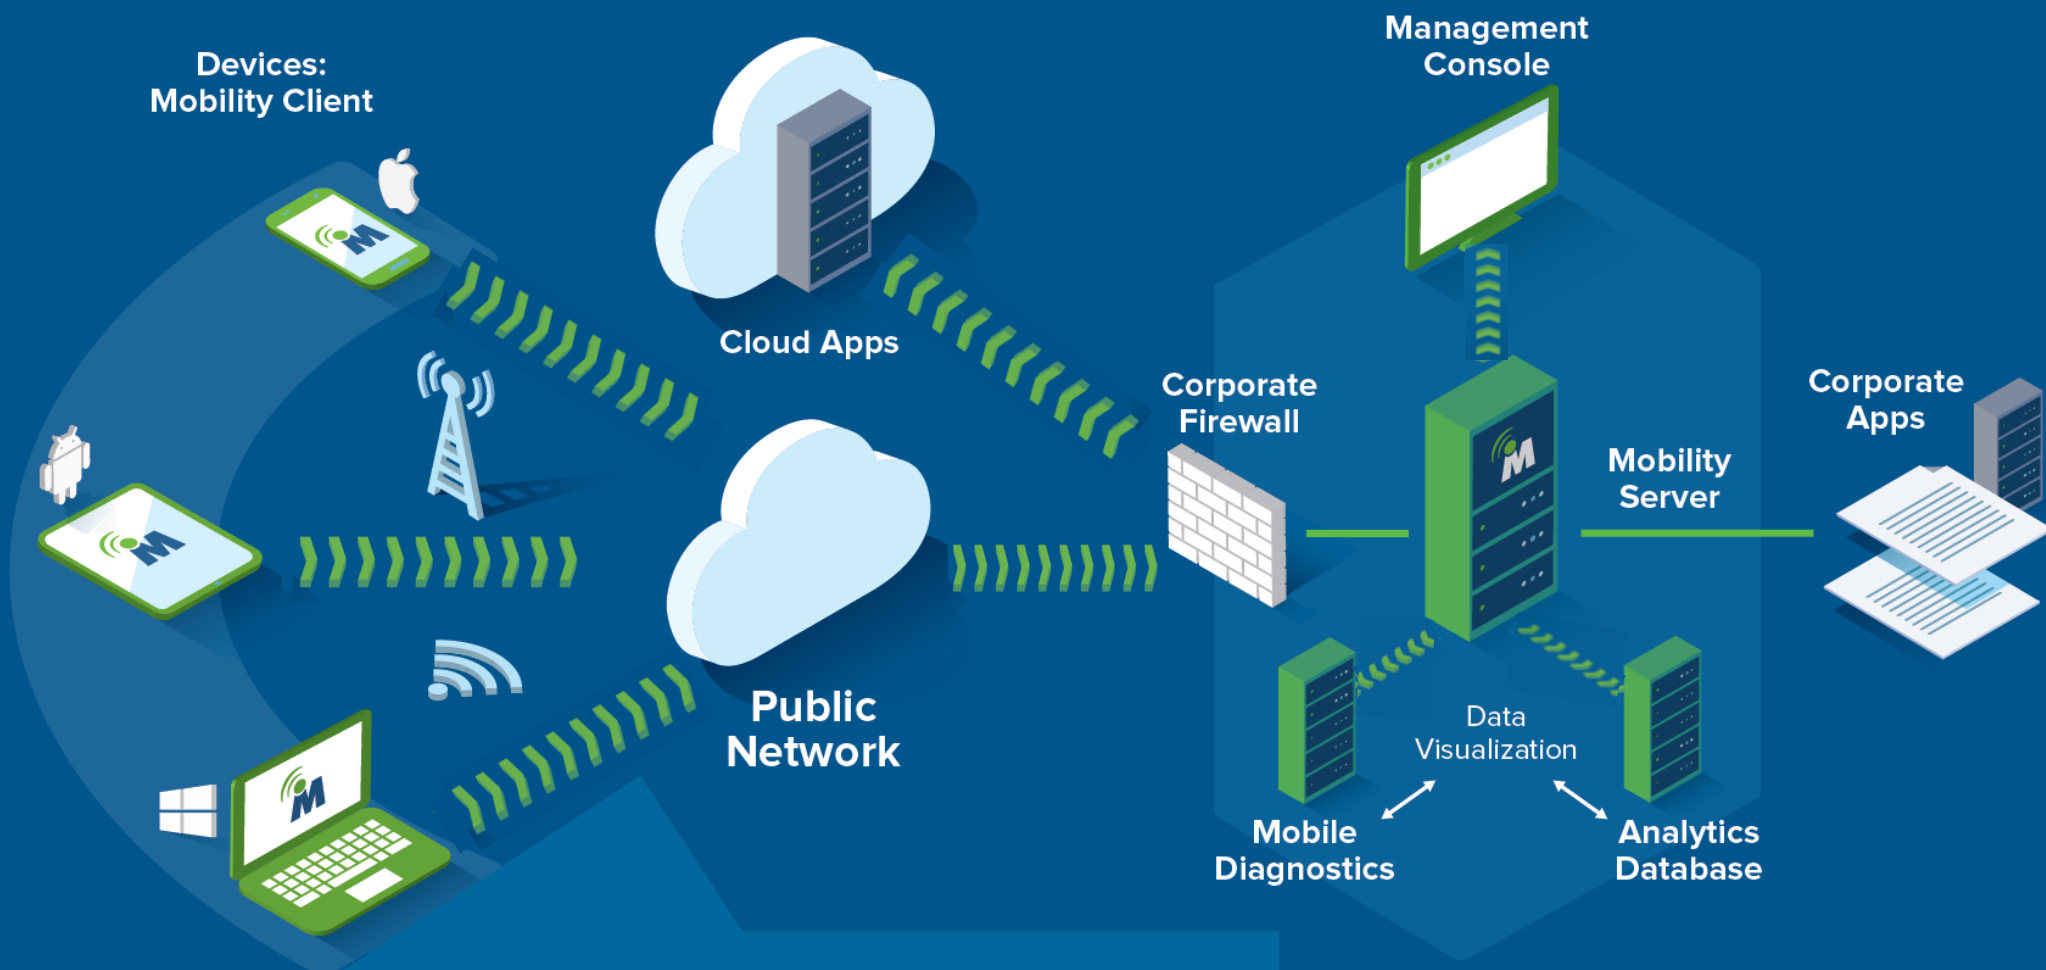 Devices:
Mobility Client
Cloud Apps
Management
Console
Corporate
Firewall
Corporate
Apps
Mobility
Server
Public
Network
Data
Visualization
Mobile
Diagnostics
Analytics
Database
M
M
M
M